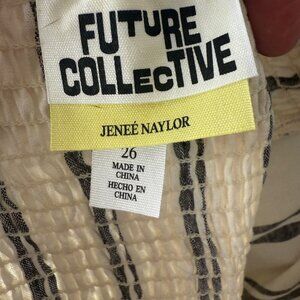 FUTURE
COLLECTIVE
JENEÉ NAYLOR
26
MADE IN
CHINA
HECHO EN
CHINA